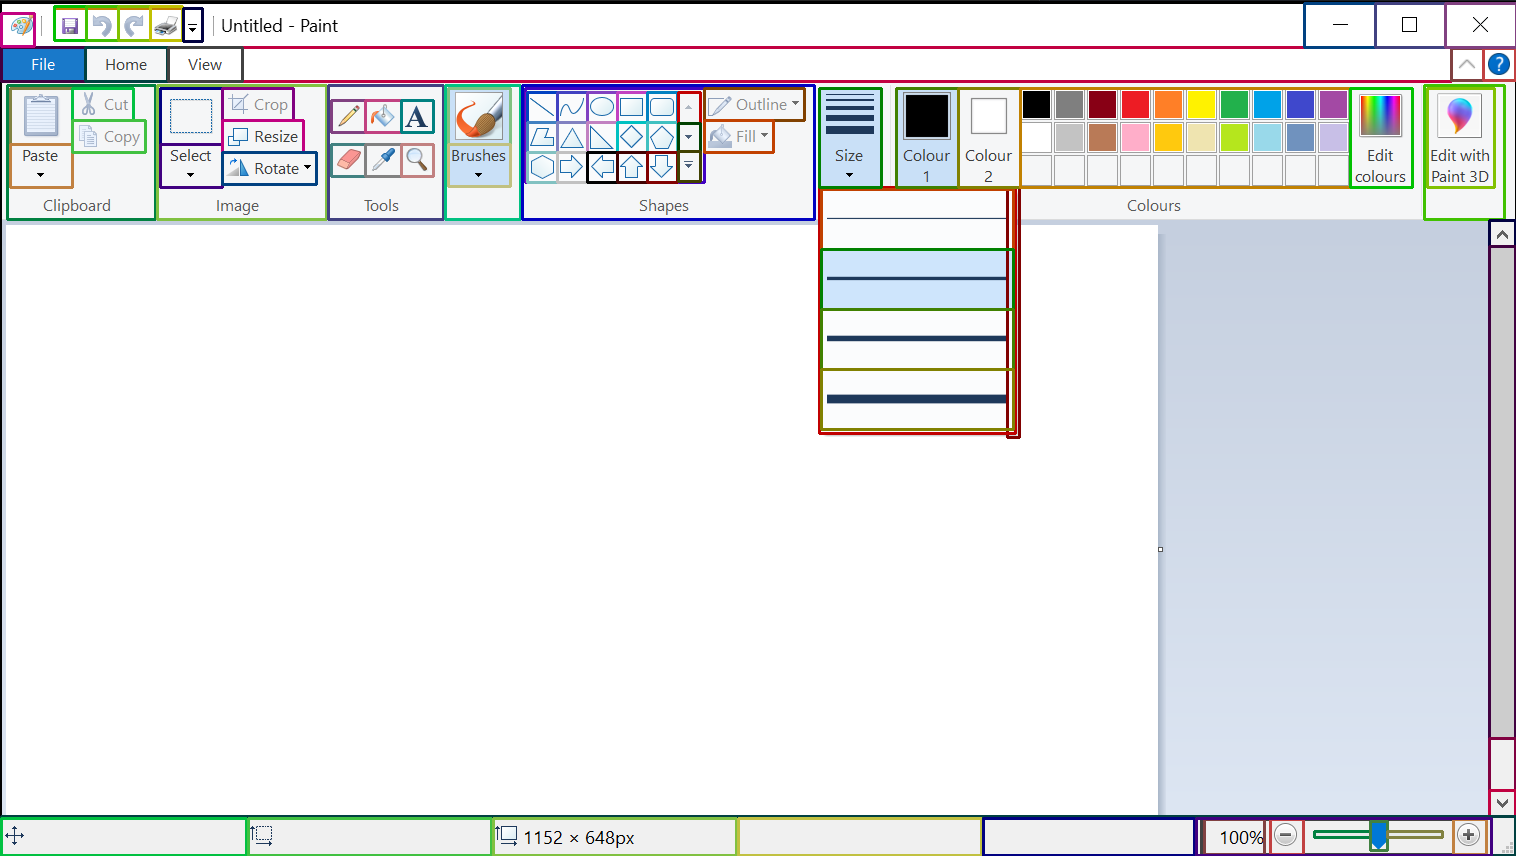 Untitled - Paint
File Home View
Paste
Cut
Copy
Clipboard
Select
Crop
Resize
Rotate
Image
A
Tools
Brushes
Outline
Fill
Shapes
Size
Colour 1
Colour 2
Edit colours
Colours
Edit with Paint 3D
?
1152 × 648px
100%